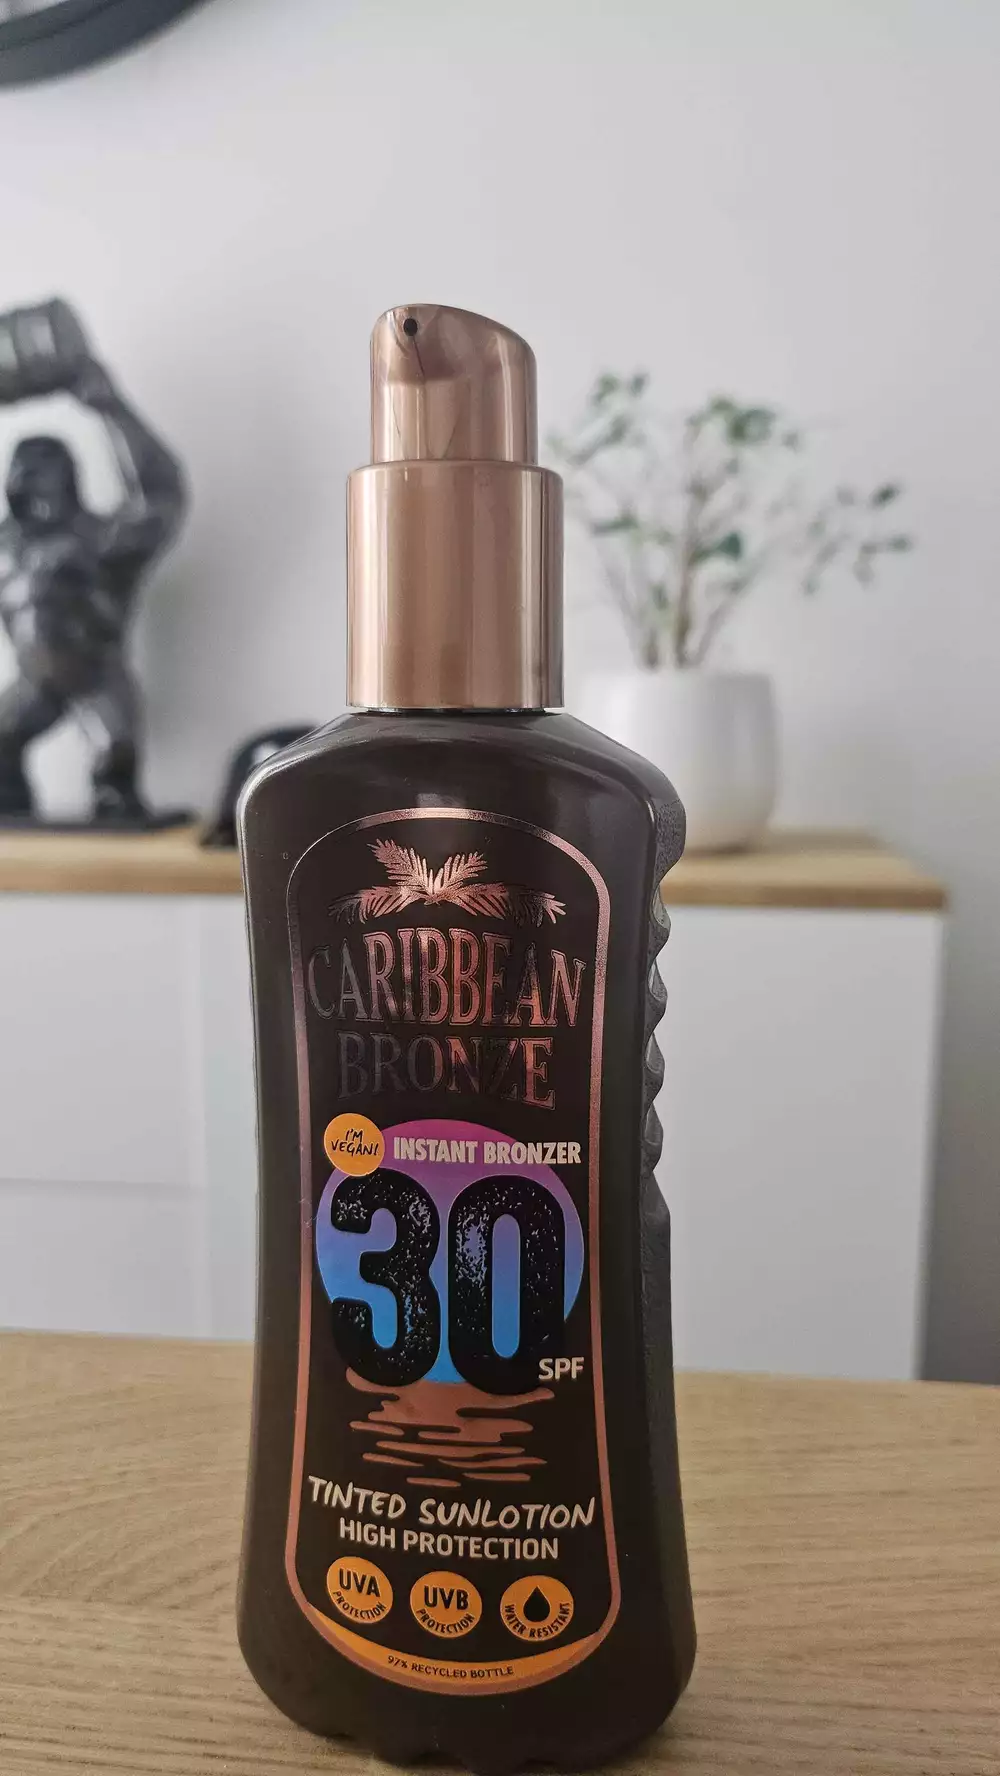 CARIBBEAN
BRONZE
I'M
VEGAN!
INSTANT BRONZER
30
SPF
TINTED SUNLOTION
HIGH PROTECTION
UVA
PROTECTION
UVB
PROTECTION
WATER RESISTANT
97% RECYCLED BOTTLE